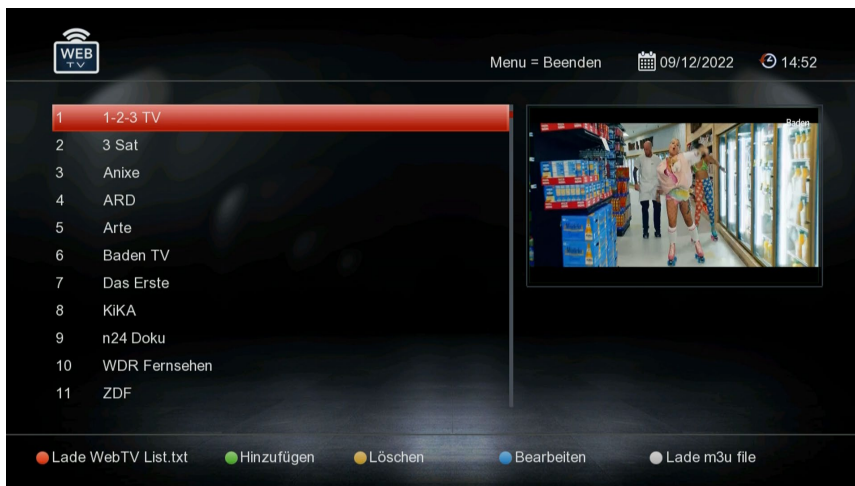 WEB
TV
Menu = Beenden 09/12/2022 14:52
1 1-2-3 TV
2 3 Sat
3 Anixe
4 ARD
5 Arte
6 Baden TV
7 Das Erste
8 KiKA
9 n24 Doku
10 WDR Fernsehen
11 ZDF
Baden
Lade WebTV List.txt Hinzufügen Löschen Bearbeiten Lade m3u file